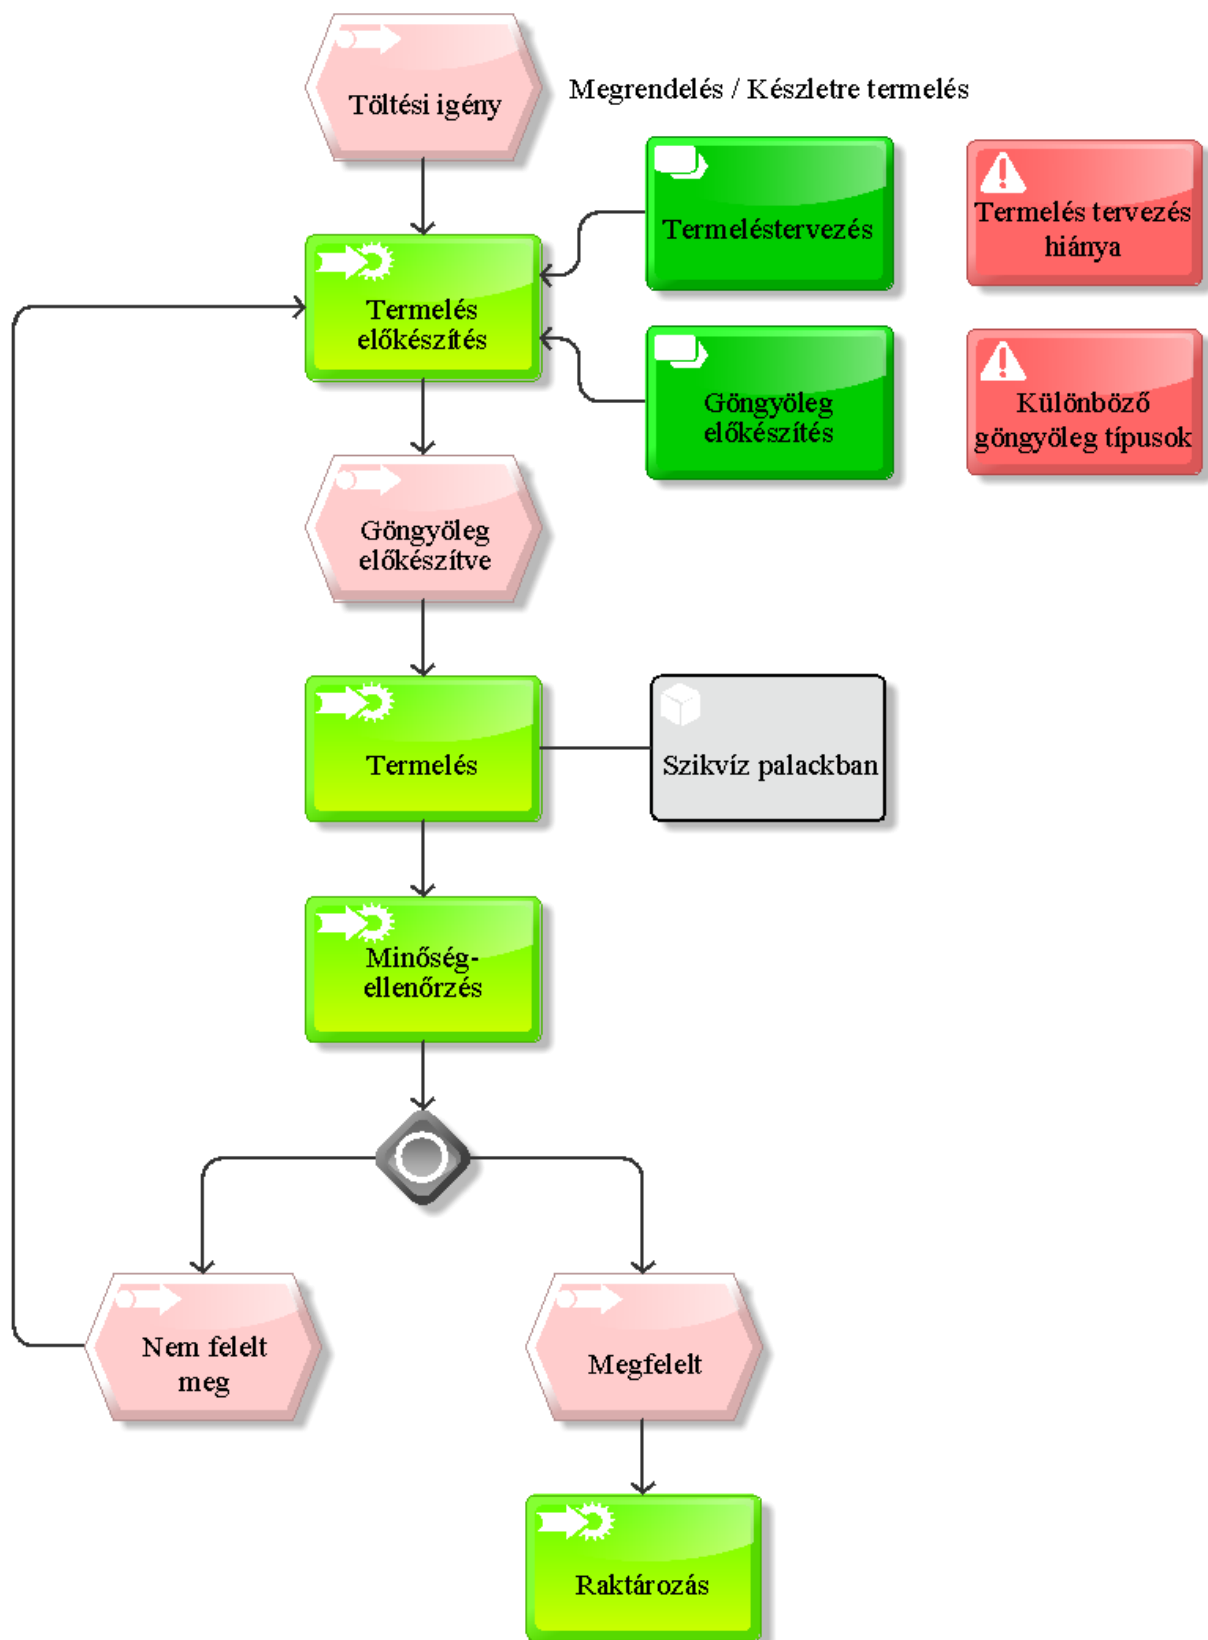 Töltési igény
Megrendelés / Készletre termelés
Termeléstervezés
Termelés tervezés
hiánya
Termelés
előkészítés
Göngyöleg
előkészítés
Különböző
göngyöleg típusok
Göngyöleg
előkészítve
Termelés
Szikvíz palackban
Minőség-
ellenőrzés
Nem felelt
meg
Megfelelt
Raktározás